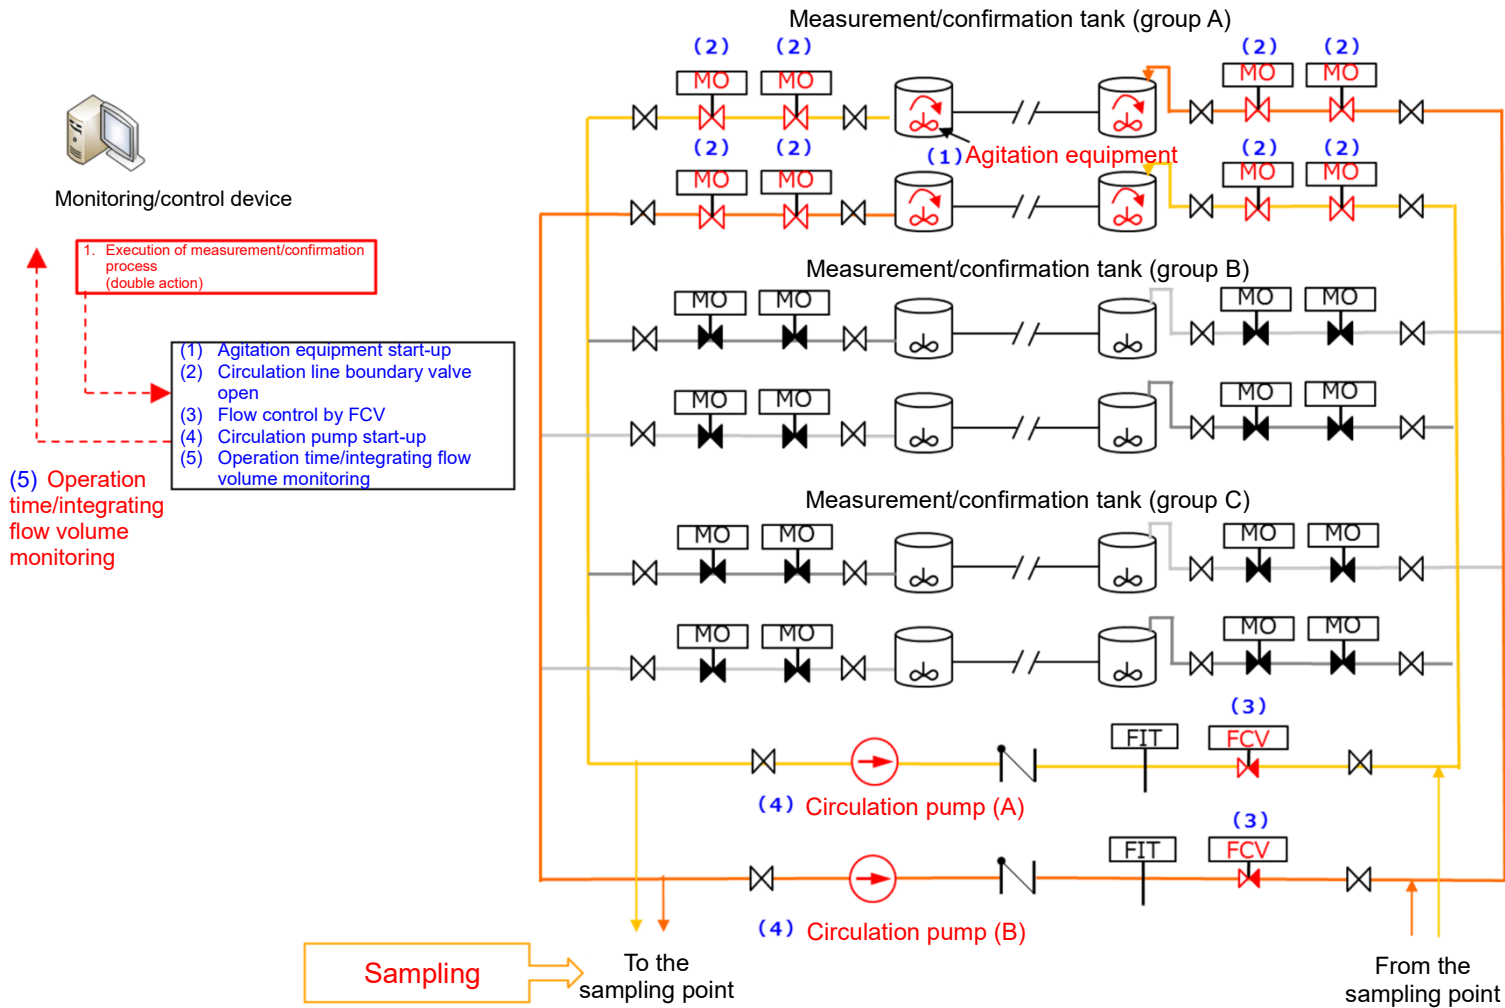 Measurement/confirmation tank (group A)
(2) (2) (2) (2)
MO MO MO MO
(1) Agitation equipment
(2) (2) (2) (2)
MO MO MO MO
Monitoring/control device
1. Execution of measurement/confirmation
process
(double action)
(1) Agitation equipment start-up
(2) Circulation line boundary valve
open
(3) Flow control by FCV
(4) Circulation pump start-up
(5) Operation time/integrating flow
volume monitoring
(5) Operation
time/integrating
flow volume
monitoring
Measurement/confirmation tank (group B)
MO MO MO MO
MO MO MO MO
Measurement/confirmation tank (group C)
MO MO MO MO
MO MO MO MO
(3)
FIT FCV
(4) Circulation pump (A)
(3)
FIT FCV
(4) Circulation pump (B)
Sampling
To the
sampling point
From the
sampling point